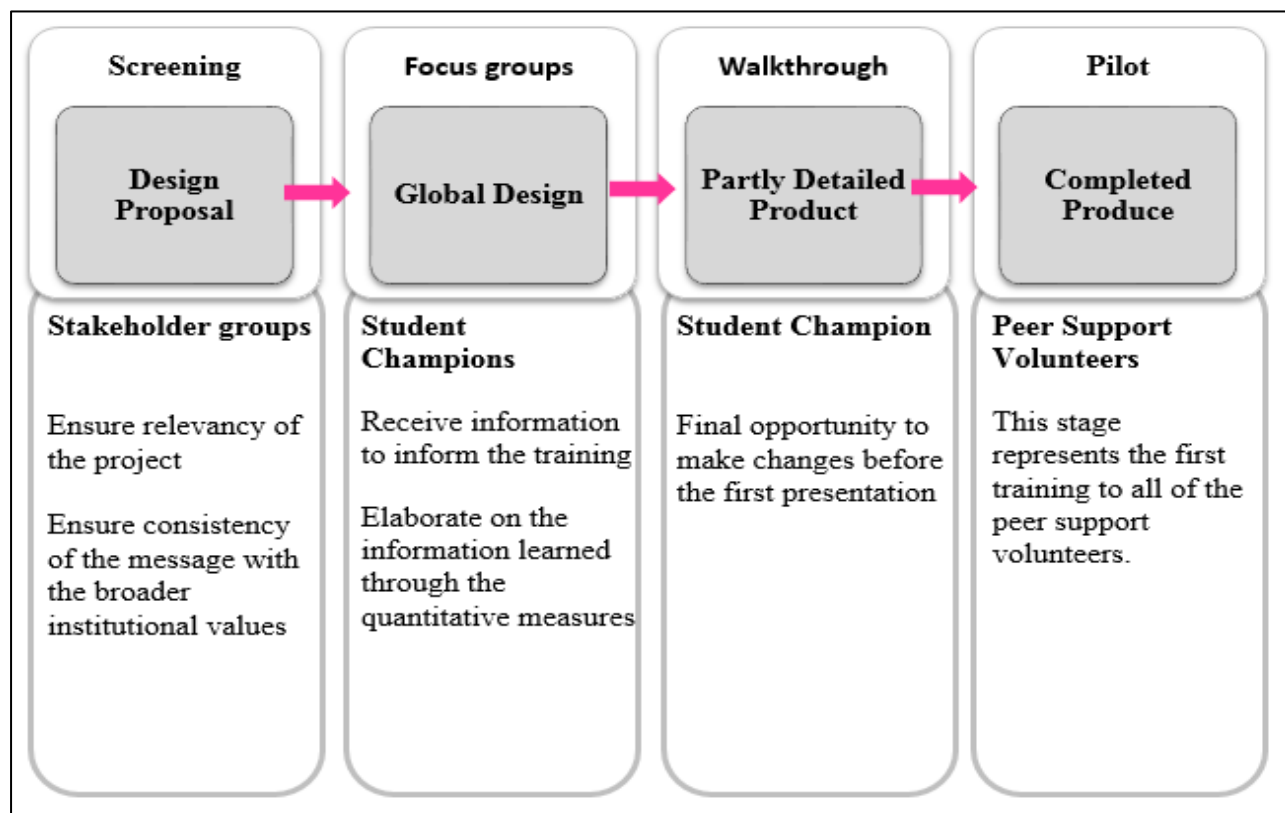 Screening
Design
Proposal
Stakeholder groups
Ensure relevancy of
the project
Ensure consistency
of the message with
the broader
institutional values
Focus groups
Global Design
Student
Champions
Receive information
to inform the training
Elaborate on the
information learned
through the
quantitative measures
Walkthrough
Partly Detailed
Product
Student Champion
Final opportunity to
make changes before
the first presentation
Pilot
Completed
Produce
Peer Support
Volunteers
This stage
represents the first
training to all of the
peer support
volunteers.